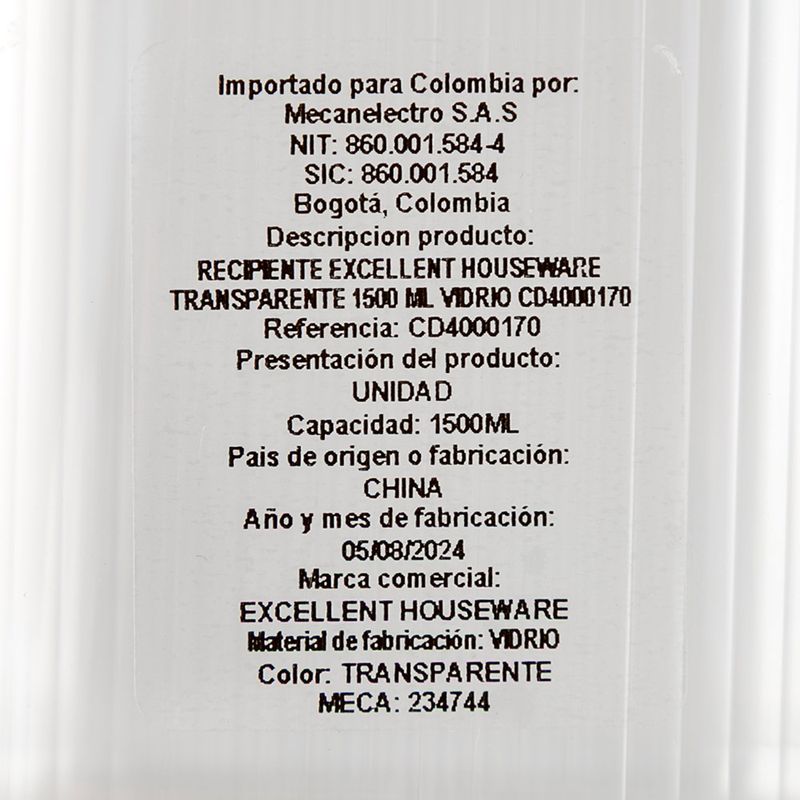 Importado para Colombia por:
Mecanelectro S.A.S
NIT: 860.001.584-4
SIC: 860.001.584
Bogotá, Colombia
Descripcion producto:
RECIPIENTE EXCELLENT HOUSEWARE
TRANSPARENTE 1500 ML VIDRIO CD4000170
Referencia: CD4000170
Presentación del producto:
UNIDAD
Capacidad: 1500ML
Pais de origen o fabricación:
CHINA
Año y mes de fabricación:
05/08/2024
Marca comercial:
EXCELLENT HOUSEWARE
Material de fabricación: VIDRIO
Color: TRANSPARENTE
MECA: 234744